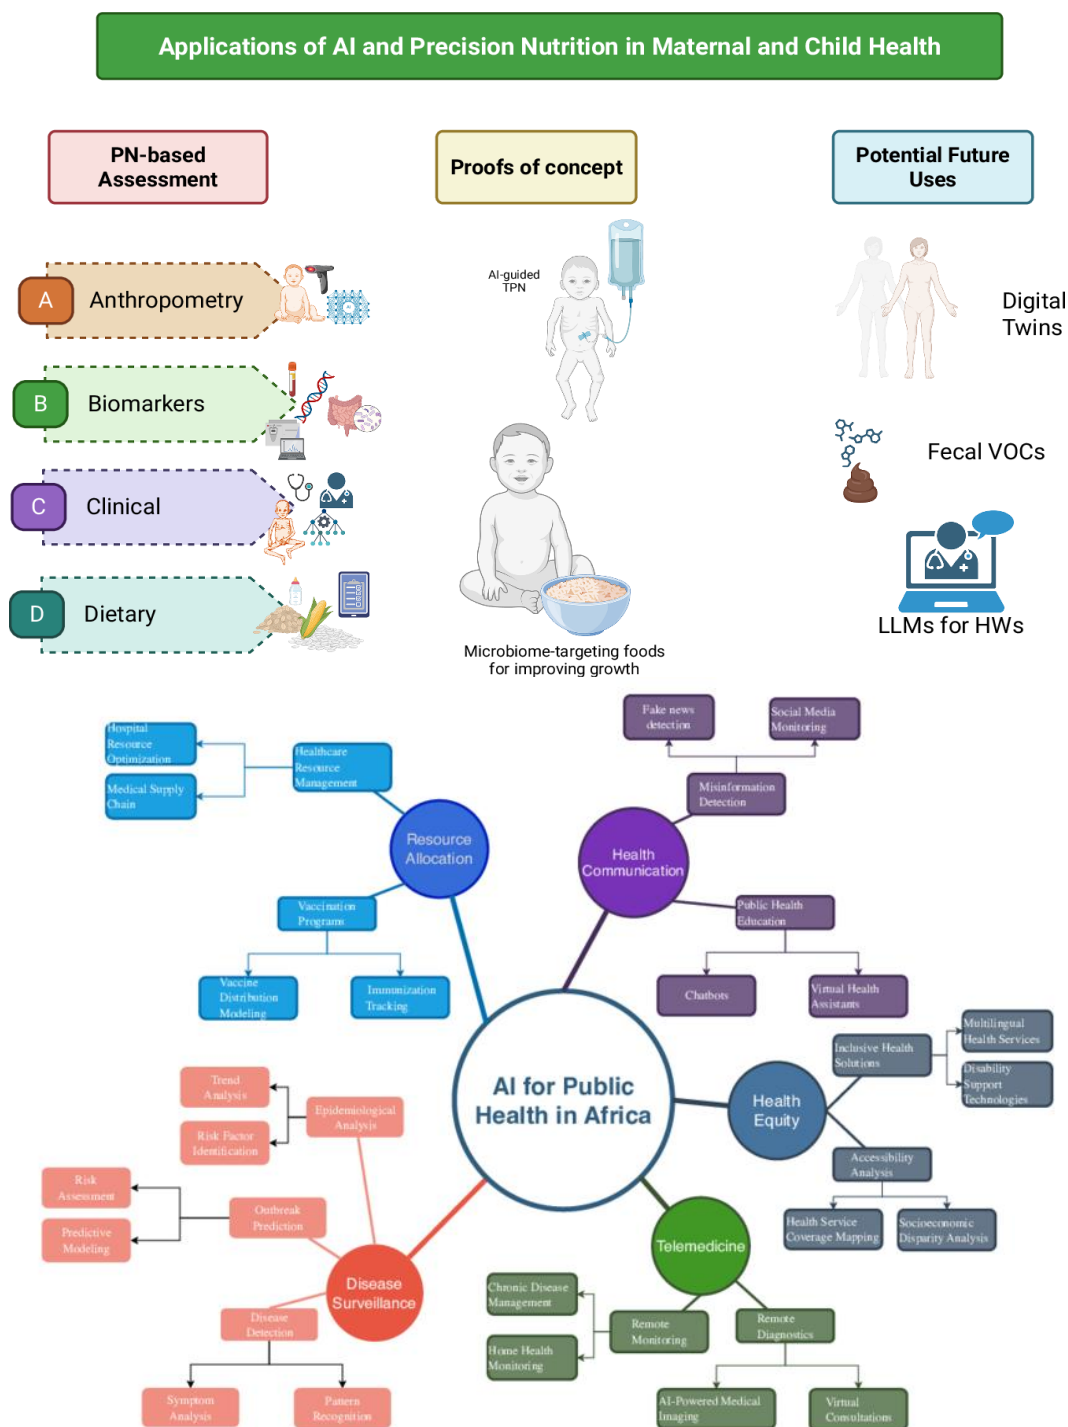 Applications of AI and Precision Nutrition in Maternal and Child Health
PN-based
Assessment
Proofs of concept
Potential Future
Uses
A
Anthropometry
B
Biomarkers
C
Clinical
D
Dietary
AI-guided
TPN
Microbiome-targeting foods
for improving growth
Digital
Twins
Fecal VOCs
LLMs for HWs
Hospital
Resource
Optimization
Medical Supply
Chain
Healthcare
Resource
Management
Resource
Allocation
Vaccination
Programs
Vaccine
Distribution
Modeling
Immunization
Tracking
Fake news
detection
Social Media
Monitoring
Misinformation
Detection
Health
Communication
Public Health
Education
Chatbots
Virtual Health
Assistants
AI for Public
Health in Africa
Inclusive Health
Solutions
Multilingual
Health Services
Disability
Support
Technologies
Health
Equity
Accessibility
Analysis
Health Service
Coverage Mapping
Socioeconomic
Disparity Analysis
Trend
Analysis
Risk Factor
Identification
Epidemiological
Analysis
Risk
Assessment
Predictive
Modeling
Outbreak
Prediction
Disease
Surveillance
Disease
Detection
Symptom
Analysis
Pattern
Recognition
Telemedicine
Chronic Disease
Management
Home Health
Monitoring
Remote
Monitoring
Remote
Diagnostics
AI-Powered Medical
Imaging
Virtual
Consultations